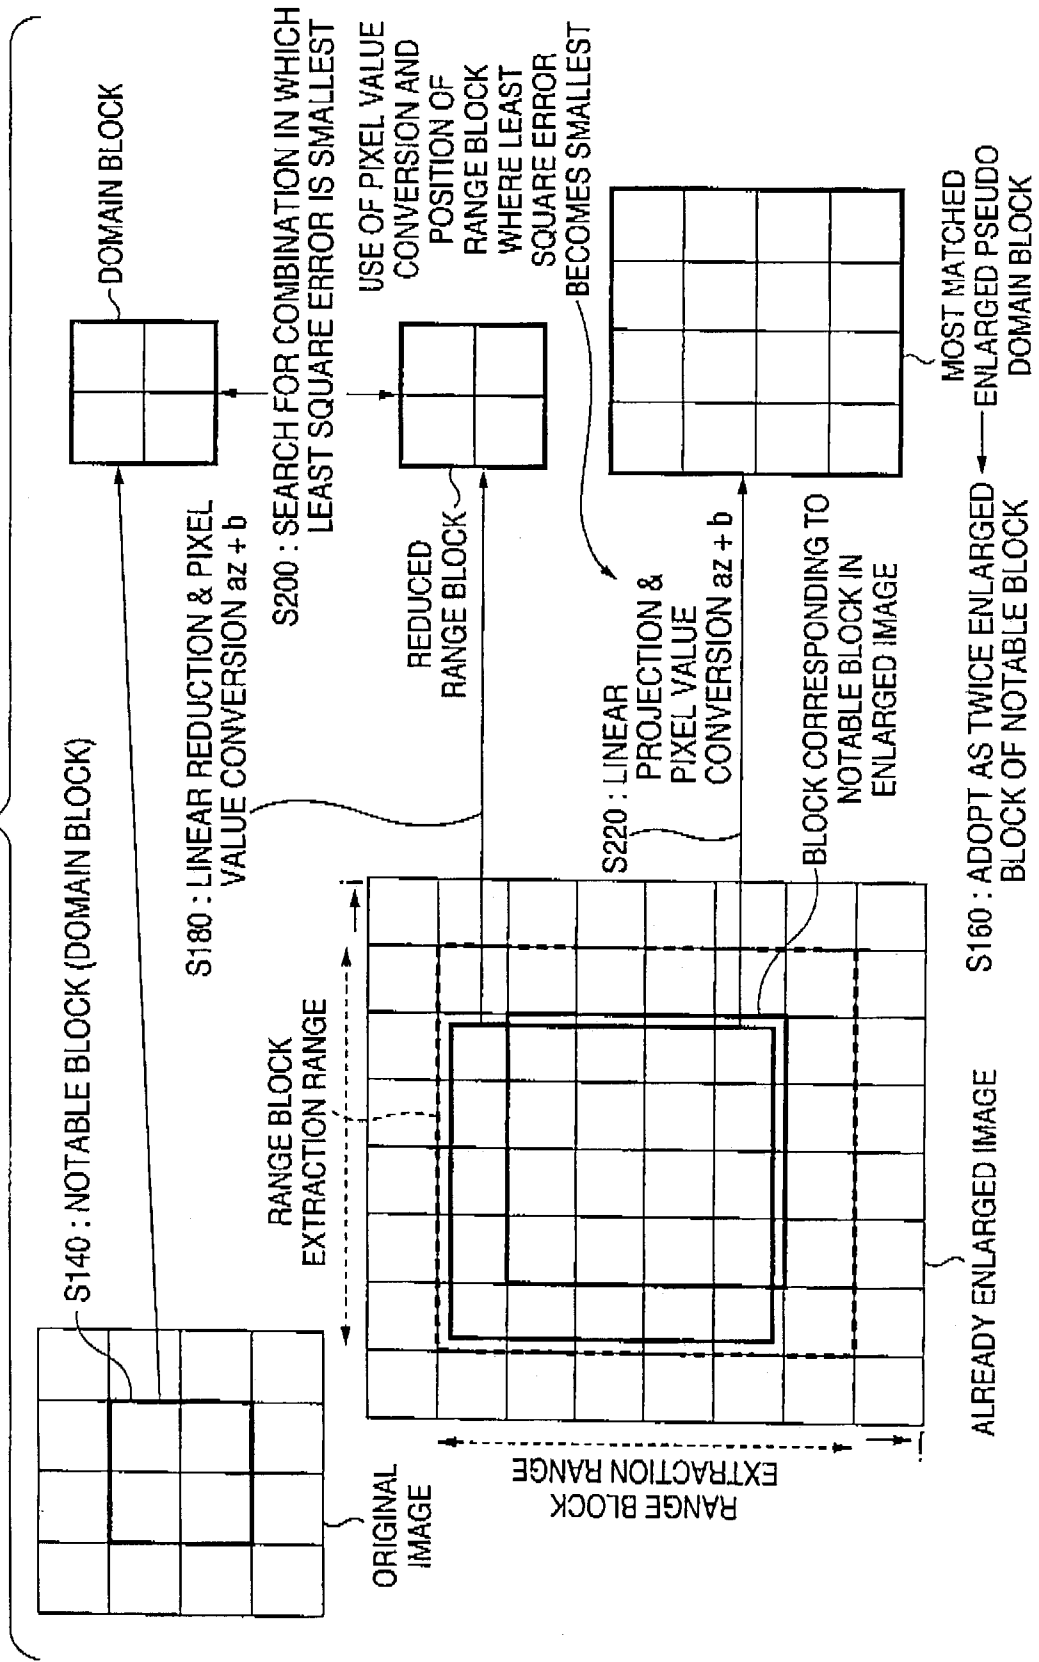 S140 : NOTABLE BLOCK (DOMAIN BLOCK)
DOMAIN BLOCK
ORIGINAL
IMAGE
S180 : LINEAR REDUCTION & PIXEL
VALUE CONVERSION az + b
S200 : SEARCH FOR COMBINATION IN WHICH
LEAST SQUARE ERROR IS SMALLEST
RANGE BLOCK
EXTRACTION RANGE
i
REDUCED
RANGE BLOCK
USE OF PIXEL VALUE
CONVERSION AND
POSITION OF
RANGE BLOCK
WHERE LEAST
SQUARE ERROR
BECOMES SMALLEST
RANGE BLOCK
EXTRACTION RANGE
j
S220 : LINEAR
PROJECTION &
PIXEL VALUE
CONVERSION az + b
BLOCK CORRESPONDING TO
NOTABLE BLOCK IN
ENLARGED IMAGE
ALREADY ENLARGED IMAGE
S160 : ADOPT AS TWICE ENLARGED
BLOCK OF NOTABLE BLOCK
MOST MATCHED
ENLARGED PSEUDO
DOMAIN BLOCK